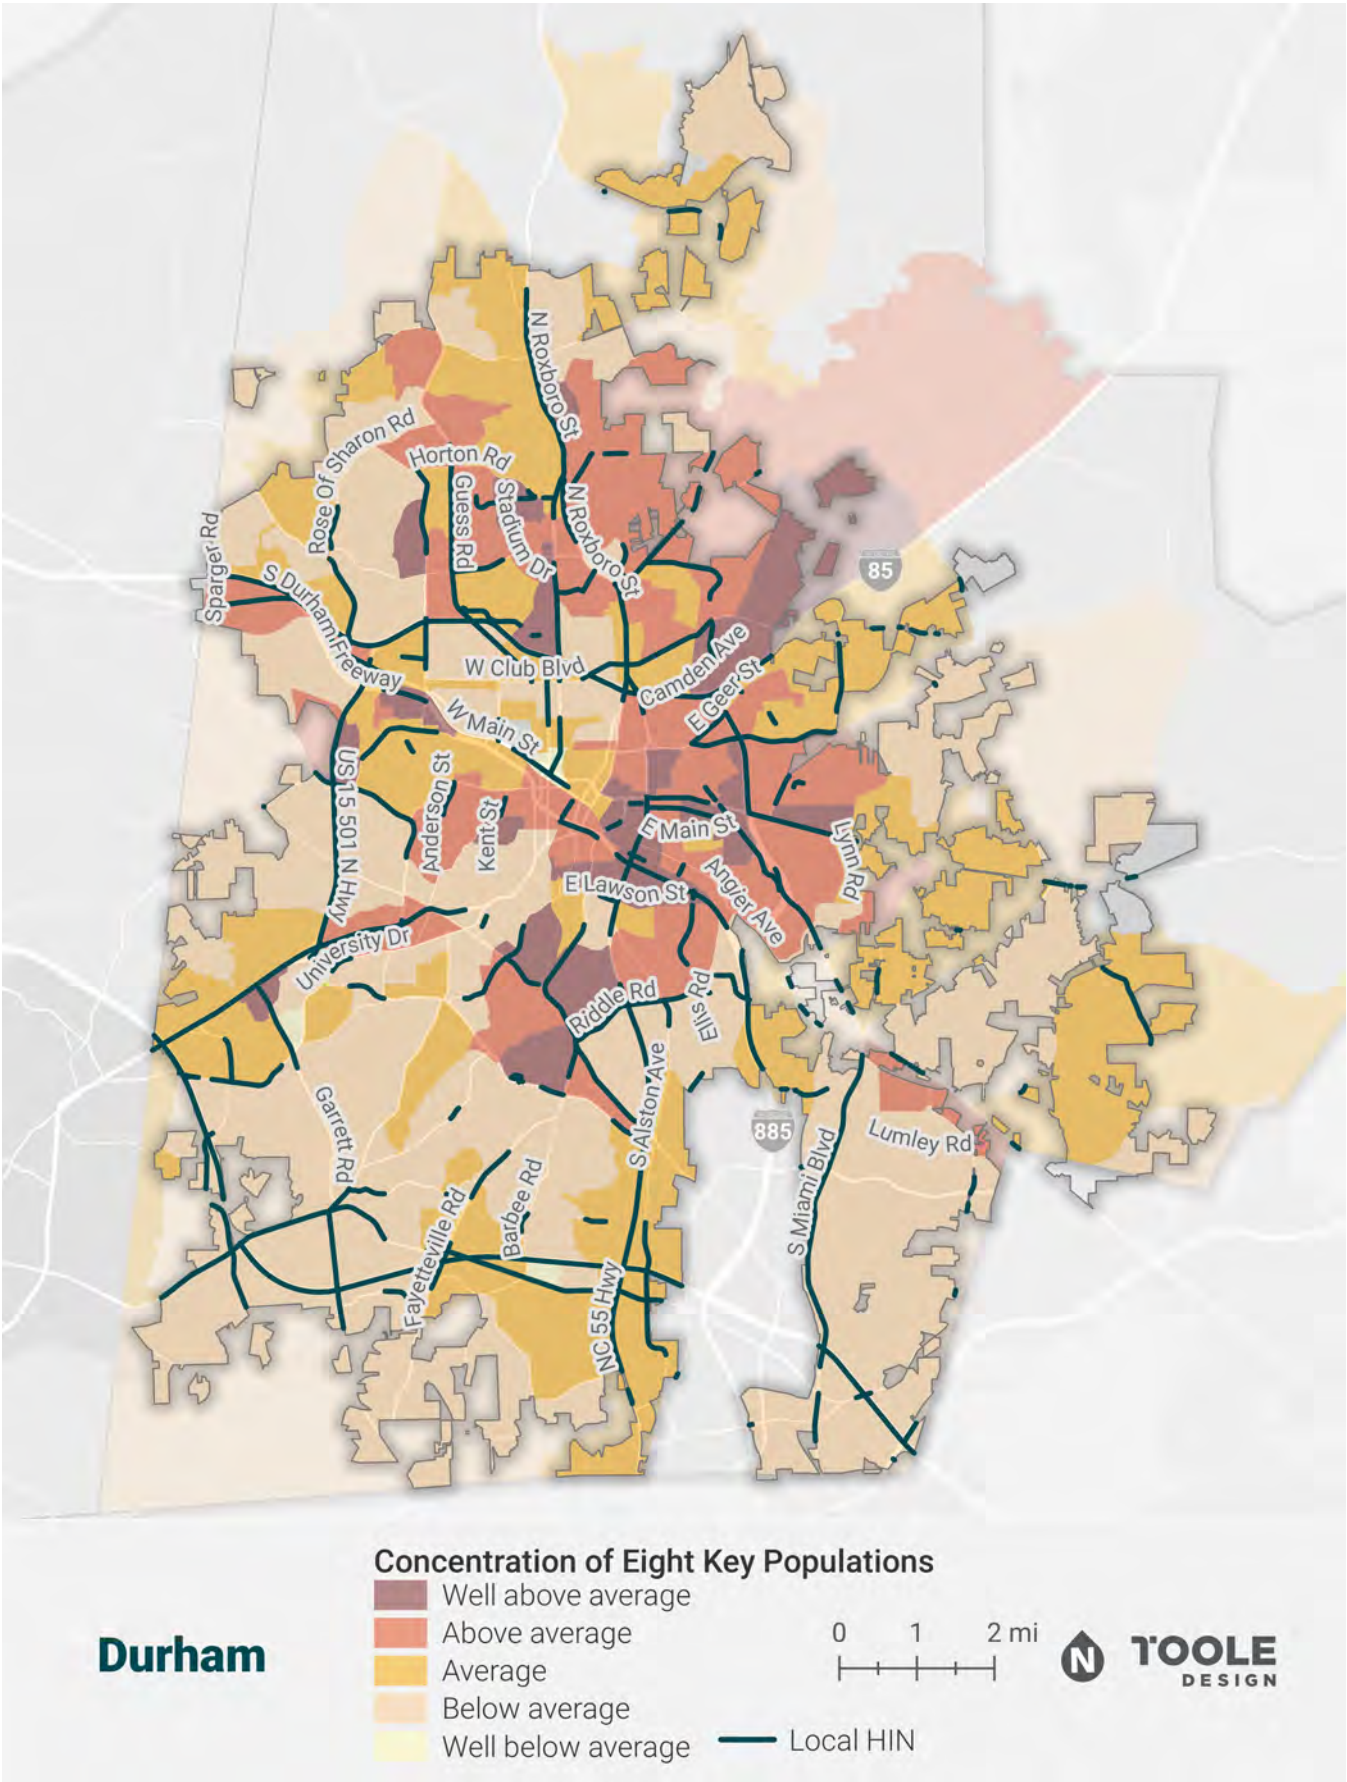 N Roxboro St
Rose Of Sharon Rd
Horton Rd
Guess Rd
Stadium Dr
N Roxboro St
Sparger Rd
S Durham Freeway
85
W Club Blvd
Camden Ave
E Geer St
W Main St
US 15 501 N Hwy
Anderson St
Kent St
E Main St
Lynn Rd
E Lawson St
Angier Ave
University Dr
Riddle Rd
Ellis Rd
Garrett Rd
S Alston Ave
885
Lumley Rd
S Miami Blvd
Barbee Rd
Fayetteville Rd
NC 55 Hwy
Concentration of Eight Key Populations
Well above average
Above average
Average
Below average
Well below average
Durham
0 1 2 mi
N
TOOLE
DESIGN
Local HIN